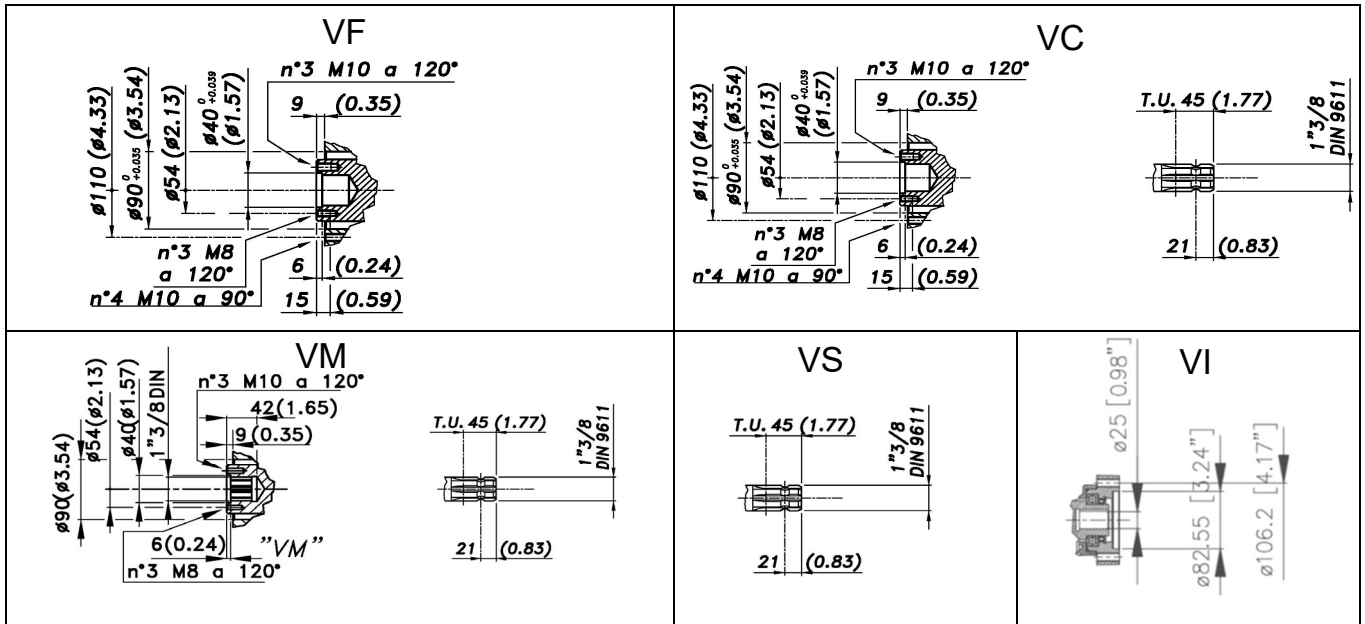 VF
n°3 M10 a 120°
9 (0.35)
ø110 (ø4.33)
ø90 0 +0.035 (ø3.54)
ø54 (ø2.13)
ø40 0 +0.039
(ø1.57)
n°3 M8
a 120°
n°4 M10 a 90°
6 (0.24)
15 (0.59)
VC
n°3 M10 a 120°
9 (0.35)
ø110 (ø4.33)
ø90 0 +0.035 (ø3.54)
ø54 (ø2.13)
ø40 0 +0.039
(ø1.57)
n°3 M8
a 120°
n°4 M10 a 90°
6 (0.24)
15 (0.59)
T.U. 45 (1.77)
1"3/8
DIN 9611
21 (0.83)
VM
n°3 M10 a 120°
42(1.65)
9(0.35)
ø90(ø3.54)
ø54(ø2.13)
ø40(ø1.57)
1"3/8DIN
6(0.24) "VM"
n°3 M8 a 120°
T.U. 45 (1.77)
1"3/8
DIN 9611
21 (0.83)
VS
T.U. 45 (1.77)
1"3/8
DIN 9611
21 (0.83)
VI
ø25 [0.98"]
ø82.55 [3.24"]
ø106.2 [4.17"]